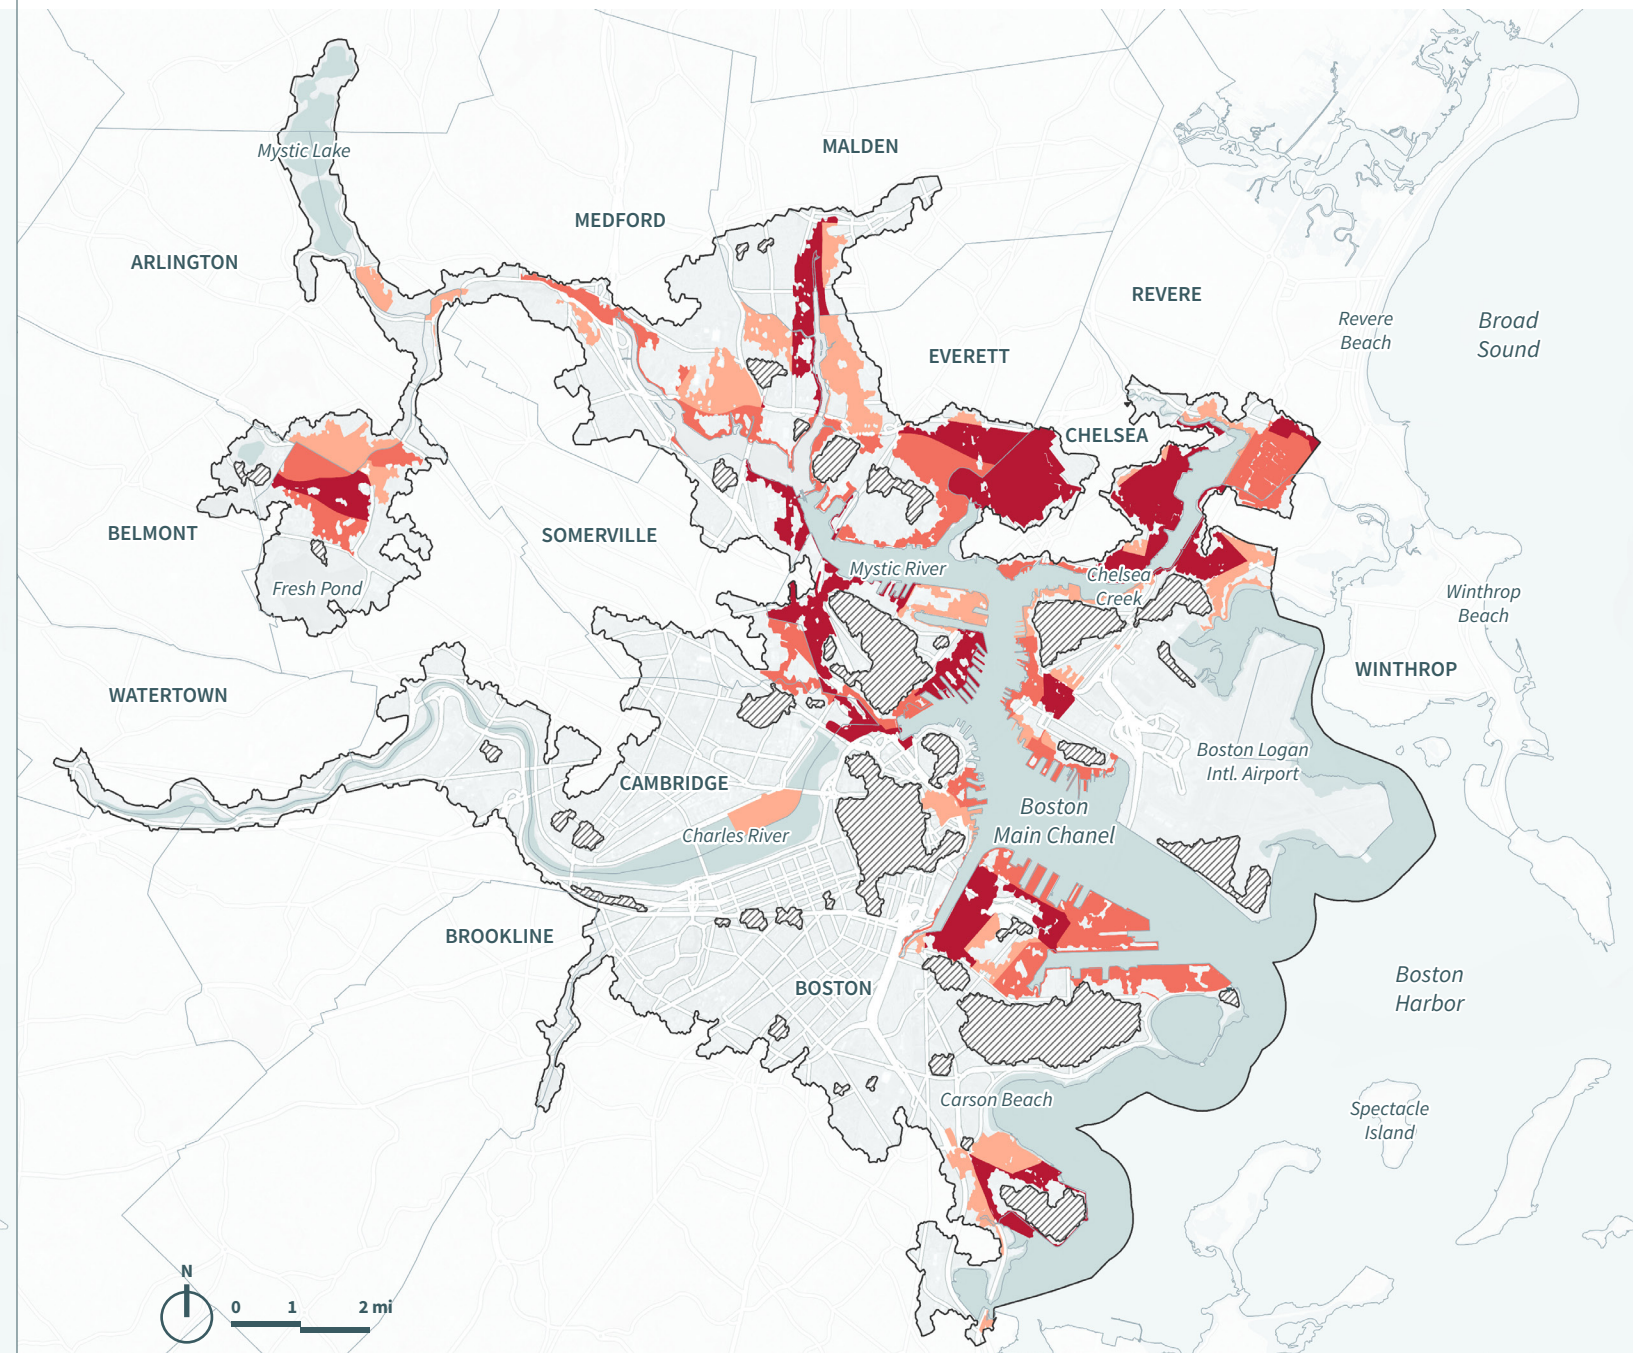 MALDEN
Mystic Lake
MEDFORD
ARLINGTON
REVERE
Revere
Beach
Broad
Sound
EVERETT
CHELSEA
BELMONT
SOMERVILLE
Mystic River
Chelsea
Creek
Fresh Pond
Winthrop
Beach
WINTHROP
WATERTOWN
Boston Logan
Intl. Airport
CAMBRIDGE
Charles River
Boston
Main Chanel
BROOKLINE
BOSTON
Boston
Harbor
Carson Beach
Spectacle
Island
N
0 1 2 mi